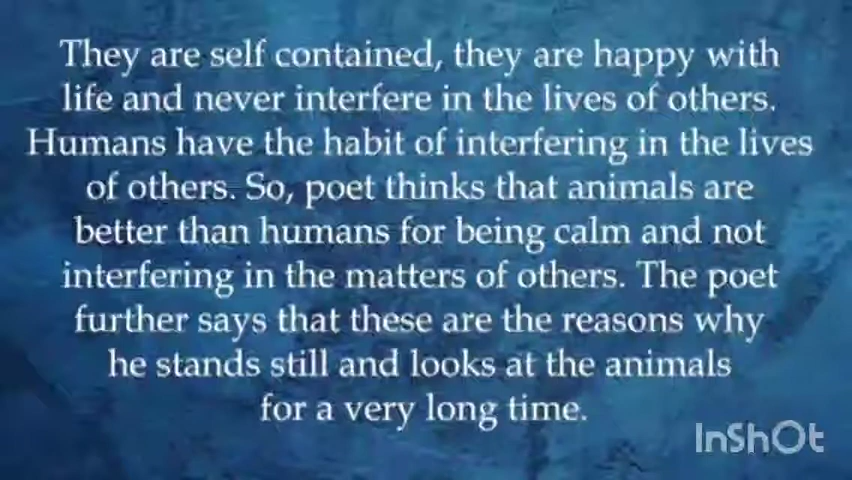 They are self contained, they are happy with
life and never interfere in the lives of others.
Humans have the habit of interfering in the lives
of others. So, poet thinks that animals are
better than humans for being calm and not
interfering in the matters of others. The poet
further says that these are the reasons why
he stands still and looks at the animals
for a very long time.
InShOt